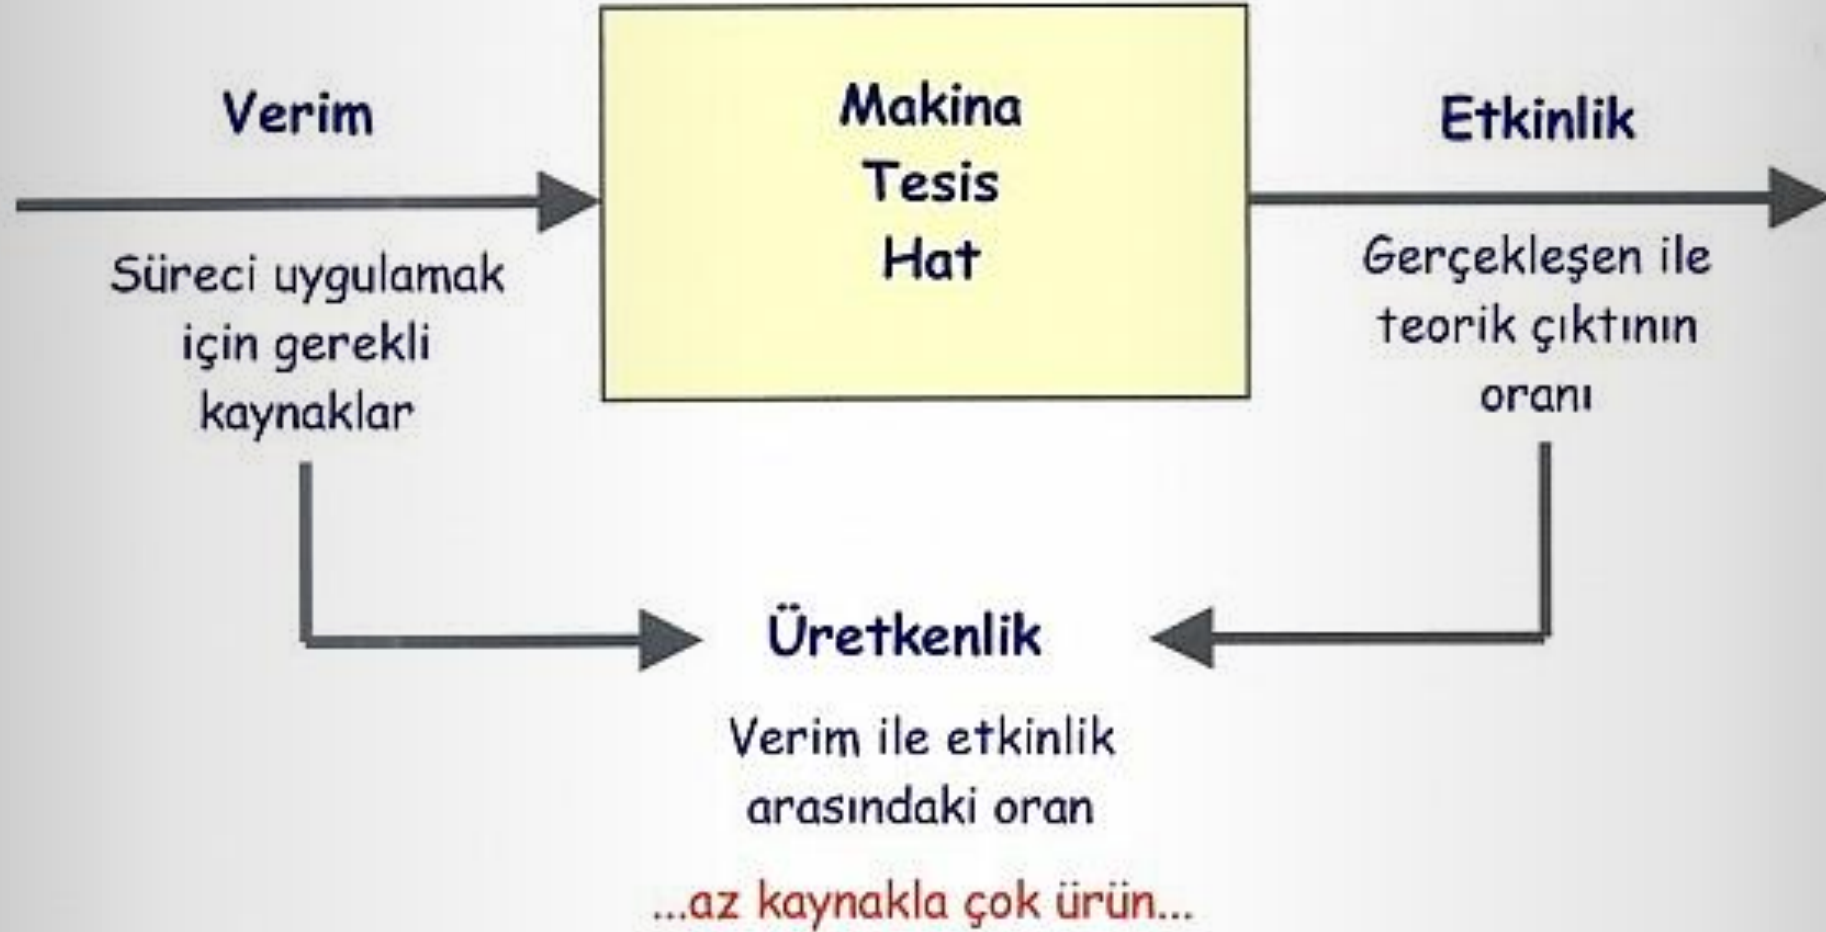 Verim
Süreci uygulamak
için gerekli
kaynaklar
Makina
Tesis
Hat
Etkinlik
Gerçekleşen ile
teorik çıktının
oranı
Üretkenlik
Verim ile etkinlik
arasındaki oran
...az kaynakla çok ürün...